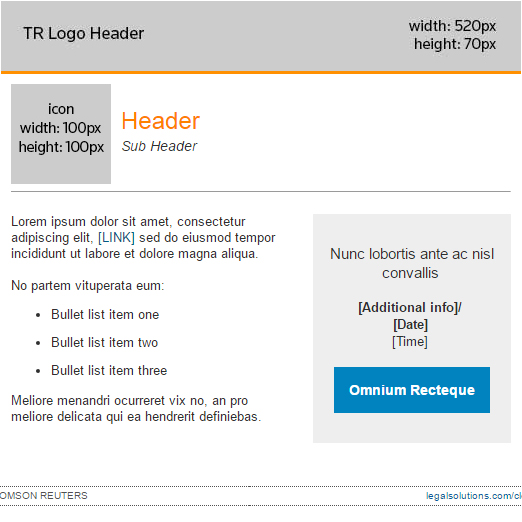 TR Logo Header
width: 520px
height: 70px
icon
width: 100px
height: 100px
Header
Sub Header
Lorem ipsum dolor sit amet, consectetur
adipiscing elit, [LINK] sed do eiusmod tempor
incididunt ut labore et dolore magna aliqua.
No partem vituperata eum:
• Bullet list item one
• Bullet list item two
• Bullet list item three
Meliore menandri ocurreret vix no, an pro
meliore delicata qui ea hendrerit definiebas.
Nunc lobortis ante ac nisl
convallis
[Additional info]/
[Date]
[Time]
Omnium Recteque
OMSON REUTERS
legalsolutions.com/cl